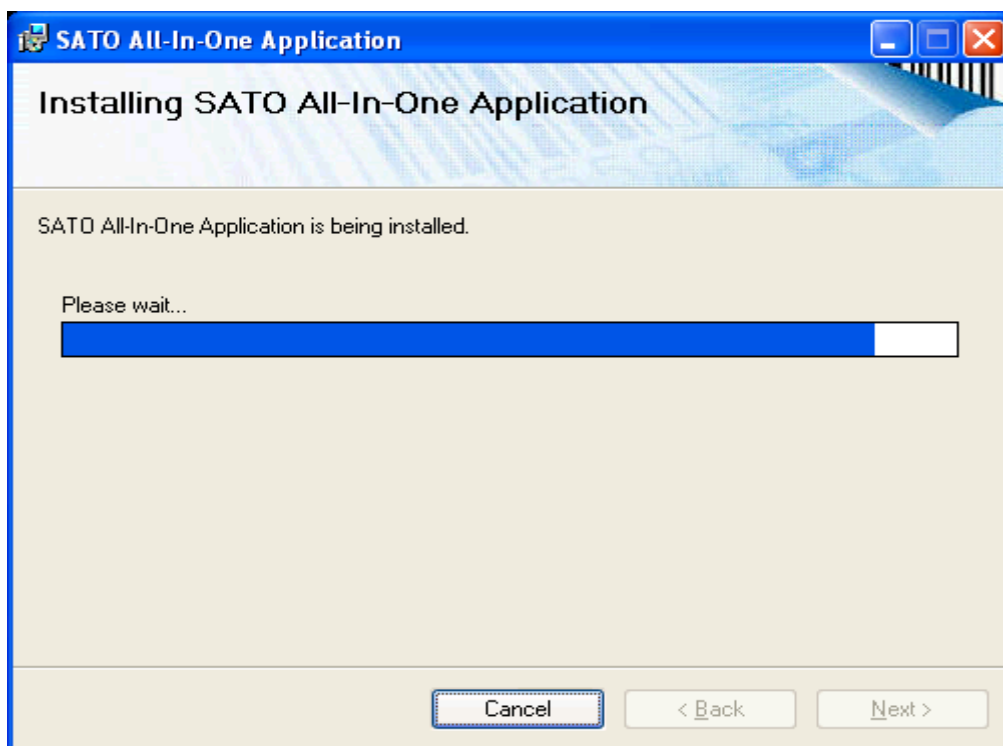 SATO All-In-One Application
Installing SATO All-In-One Application
SATO All-In-One Application is being installed.
Please wait...
Cancel
< Back
Next >